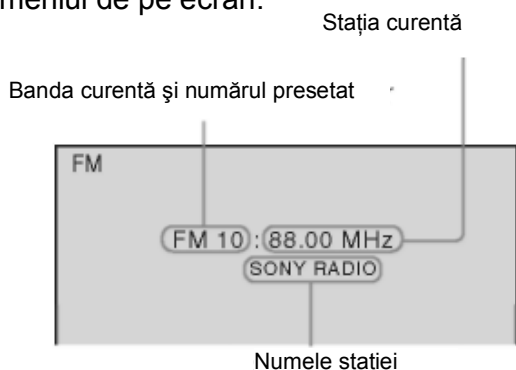 meniul de pe ecran.
Stația curentă
Banda curentă şi numărul presetat
FM
FM 10 : 88.00 MHz
SONY RADIO
Numele statiei